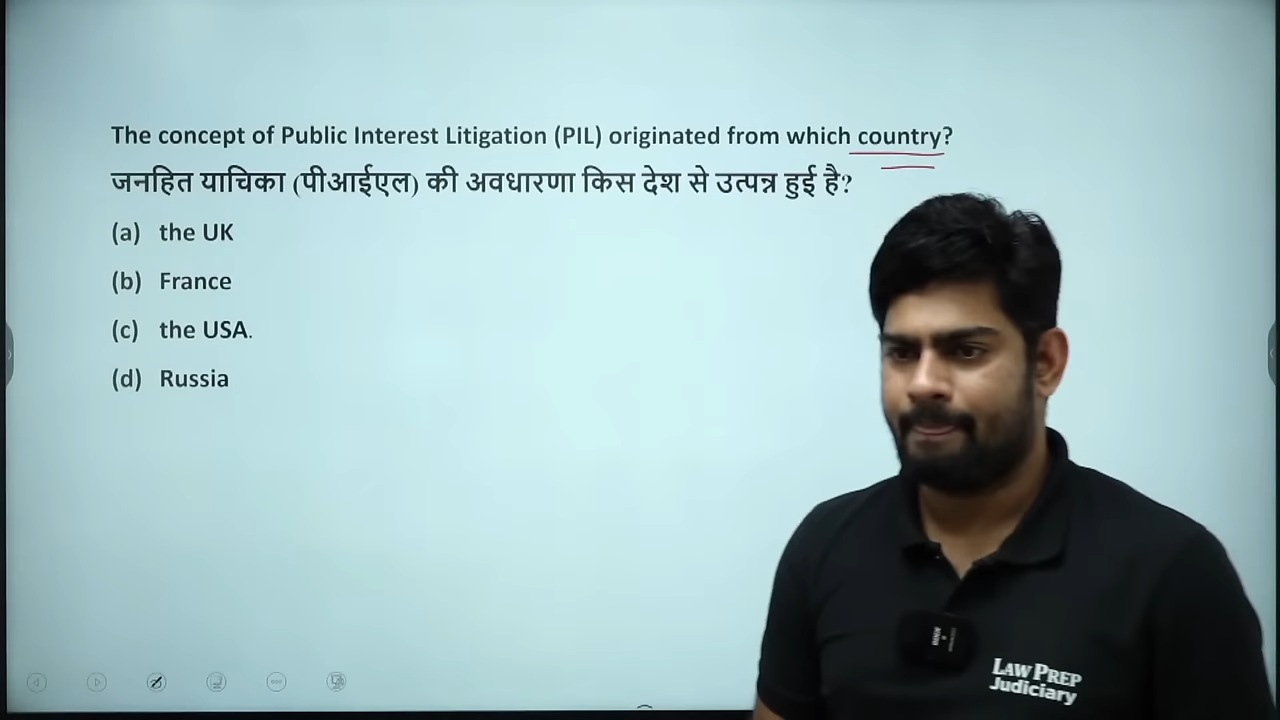 The concept of Public Interest Litigation (PIL) originated from which country?
जनहित याचिका (पीआईएल) की अवधारणा किस देश से उत्पन्न हुई है?
(a) the UK
(b) France
(c) the USA.
(d) Russia
LAW PREP
Judiciary